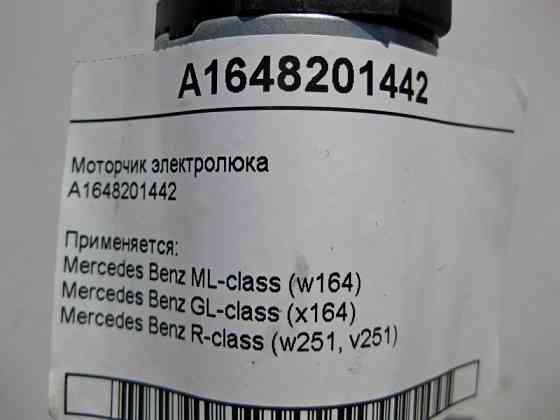 A1648201442
Моторчик электролюка
A1648201442
Применяется:
Mercedes Benz ML-class (w164)
Mercedes Benz GL-class (x164)
Mercedes Benz R-class (w251, v251)